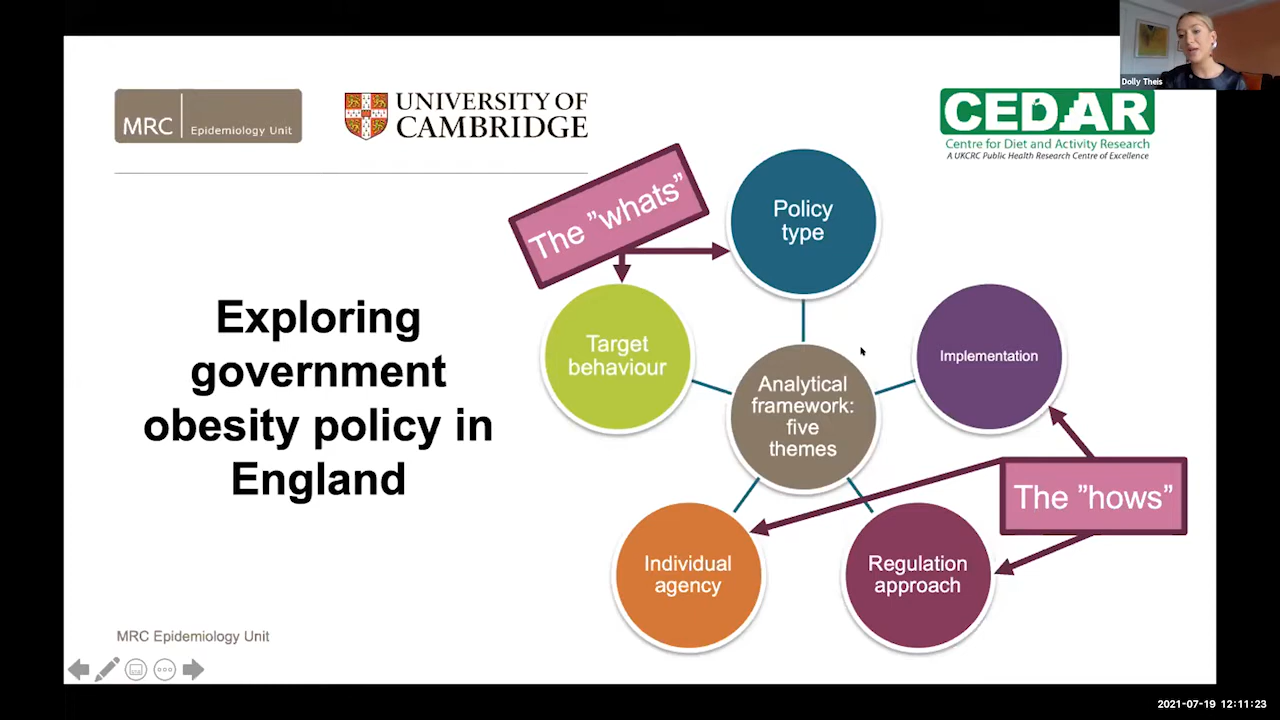 Dolly Theis
MRC Epidemiology Unit
UNIVERSITY OF
CAMBRIDGE
CEDAR
Centre for Diet and Activity Research
A UKCRC Public Health Research Centre of Excellence
The ”whats”
Policy
type
Exploring
government
obesity policy in
England
Target
behaviour
Implementation
Analytical
framework:
five
themes
The ”hows”
Individual
agency
Regulation
approach
MRC Epidemiology Unit
2021-07-19 12:11:23